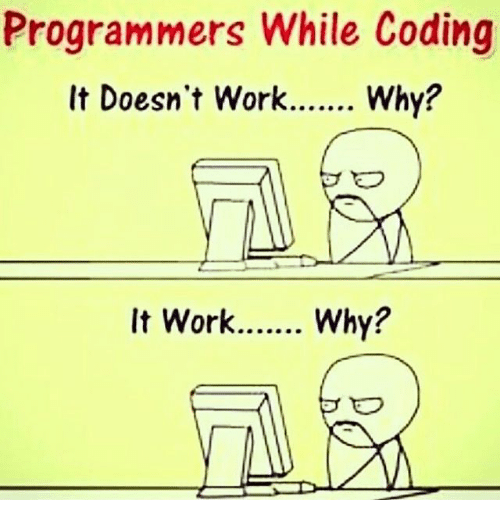 Programmers While Coding
It Doesn't Work....... Why?
It Work....... Why?